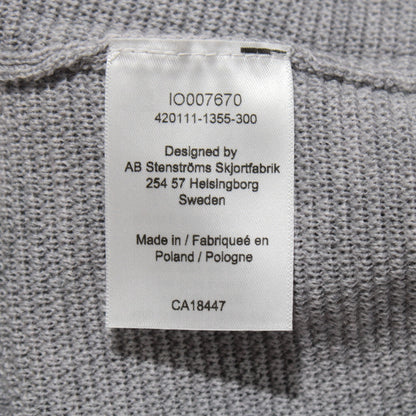 IO007670
420111-1355-300
Designed by
AB Stenströms Skjortfabrik
254 57 Helsingborg
Sweden
Made in / Fabriqueé en
Poland / Pologne
CA18447